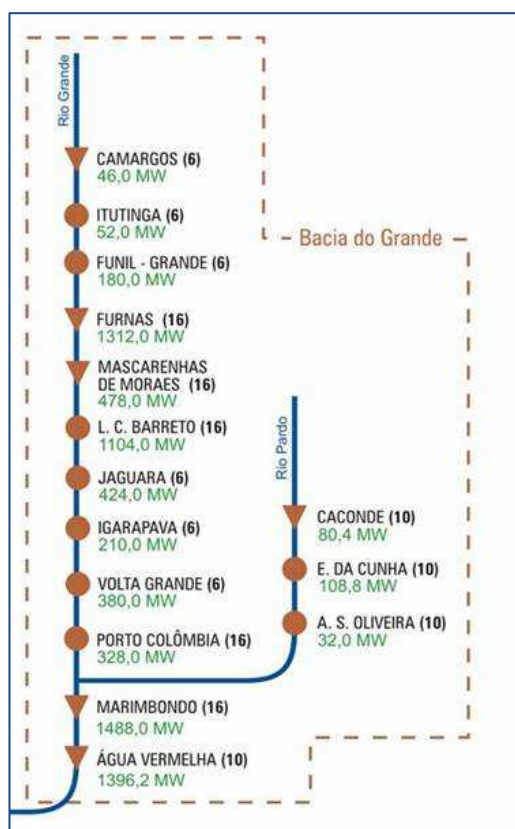 Rio Grande
CAMARGOS (6)
46,0 MW
ITUTINGA (6)
52,0 MW
FUNIL - GRANDE (6)
180,0 MW
FURNAS (16)
1312,0 MW
MASCARENHAS
DE MORAES (16)
478,0 MW
L. C. BARRETO (16)
1104,0 MW
JAGUARA (6)
424,0 MW
IGARAPAVA (6)
210,0 MW
VOLTA GRANDE (6)
380,0 MW
PORTO COLÔMBIA (16)
328,0 MW
MARIMBONDO (16)
1488,0 MW
ÁGUA VERMELHA (10)
1396,2 MW
Bacia do Grande
Rio Pardo
CACONDE (10)
80,4 MW
E. DA CUNHA (10)
108,8 MW
A. S. OLIVEIRA (10)
32,0 MW